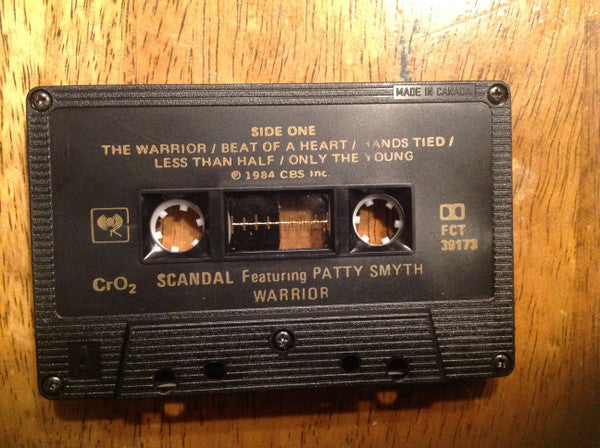 MADE IN CANADA
SIDE ONE
THE WARRIOR / BEAT OF A HEART / HANDS TIED /
LESS THAN HALF / ONLY THE YOUNG
℗ 1984 CBS Inc.
FCT
39173
CrO2 SCANDAL Featuring PATTY SMYTH
WARRIOR